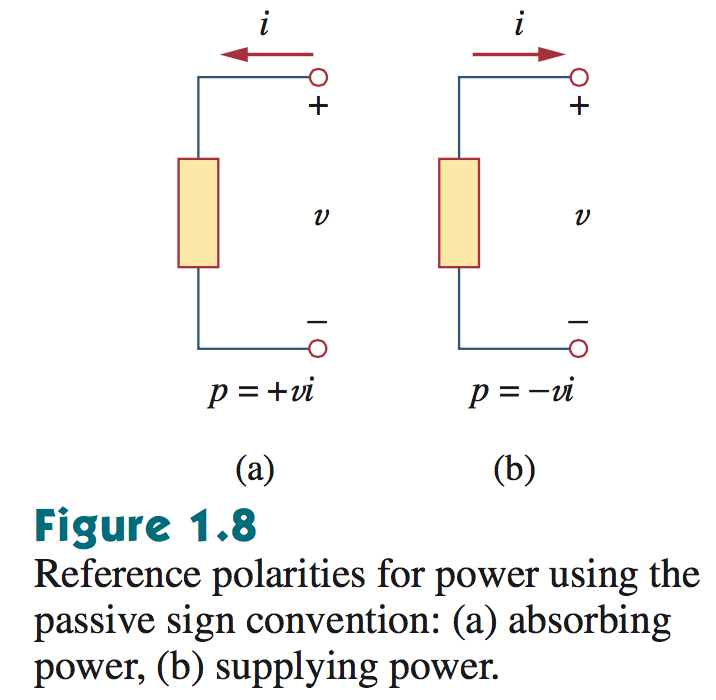 i i
+ +
v v
– –
p = +vi p = −vi
(a) (b)
Figure 1.8
Reference polarities for power using the
passive sign convention: (a) absorbing
power, (b) supplying power.